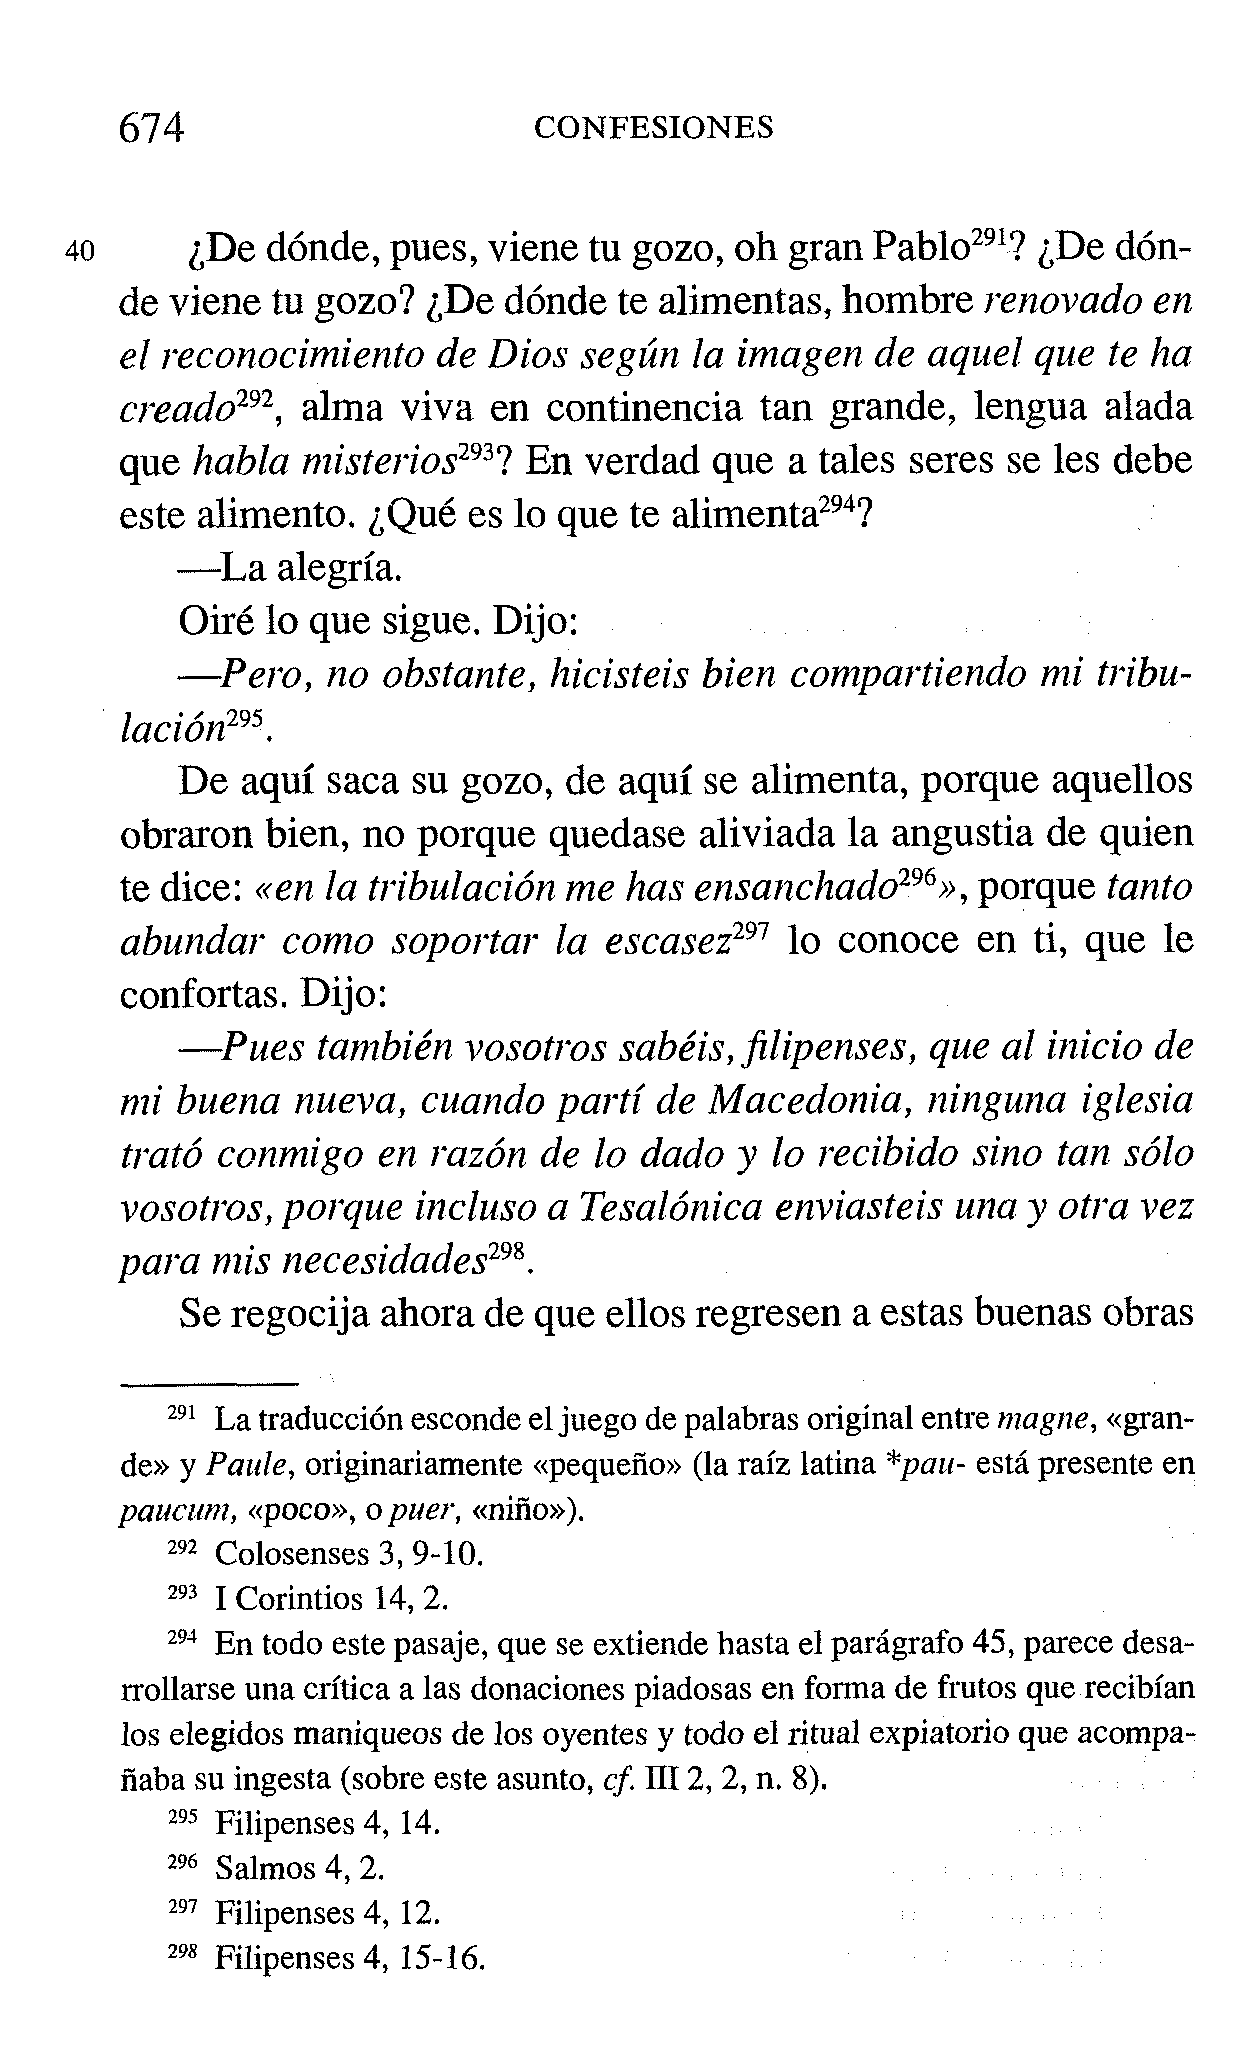 674 CONFESIONES
40 ¿De dónde, pues, viene tu gozo, oh gran Pablo²⁹¹? ¿De dón-
de viene tu gozo? ¿De dónde te alimentas, hombre renovado en
el reconocimiento de Dios según la imagen de aquel que te ha
creado²⁹², alma viva en continencia tan grande, lengua alada
que habla misterios²⁹³? En verdad que a tales seres se les debe
este alimento. ¿Qué es lo que te alimenta²⁹⁴?
—La alegría.
Oiré lo que sigue. Dijo:
—Pero, no obstante, hicisteis bien compartiendo mi tribu-
lación²⁹⁵.
De aquí saca su gozo, de aquí se alimenta, porque aquellos
obraron bien, no porque quedase aliviada la angustia de quien
te dice: «en la tribulación me has ensanchado²⁹⁶», porque tanto
abundar como soportar la escasez²⁹⁷ lo conoce en ti, que le
confortas. Dijo:
—Pues también vosotros sabéis, filipenses, que al inicio de
mi buena nueva, cuando partí de Macedonia, ninguna iglesia
trató conmigo en razón de lo dado y lo recibido sino tan sólo
vosotros, porque incluso a Tesalónica enviasteis una y otra vez
para mis necesidades²⁹⁸.
Se regocija ahora de que ellos regresen a estas buenas obras
²⁹¹ La traducción esconde el juego de palabras original entre magne, «gran-
de» y Paule, originariamente «pequeño» (la raíz latina *pau- está presente en
paucum, «poco», o puer, «niño»).
²⁹² Colosenses 3, 9-10.
²⁹³ I Corintios 14, 2.
²⁹⁴ En todo este pasaje, que se extiende hasta el parágrafo 45, parece desa-
rrollarse una crítica a las donaciones piadosas en forma de frutos que recibían
los elegidos maniqueos de los oyentes y todo el ritual expiatorio que acompa-
ñaba su ingesta (sobre este asunto, cf. III 2, 2, n. 8).
²⁹⁵ Filipenses 4, 14.
²⁹⁶ Salmos 4, 2.
²⁹⁷ Filipenses 4, 12.
²⁹⁸ Filipenses 4, 15-16.